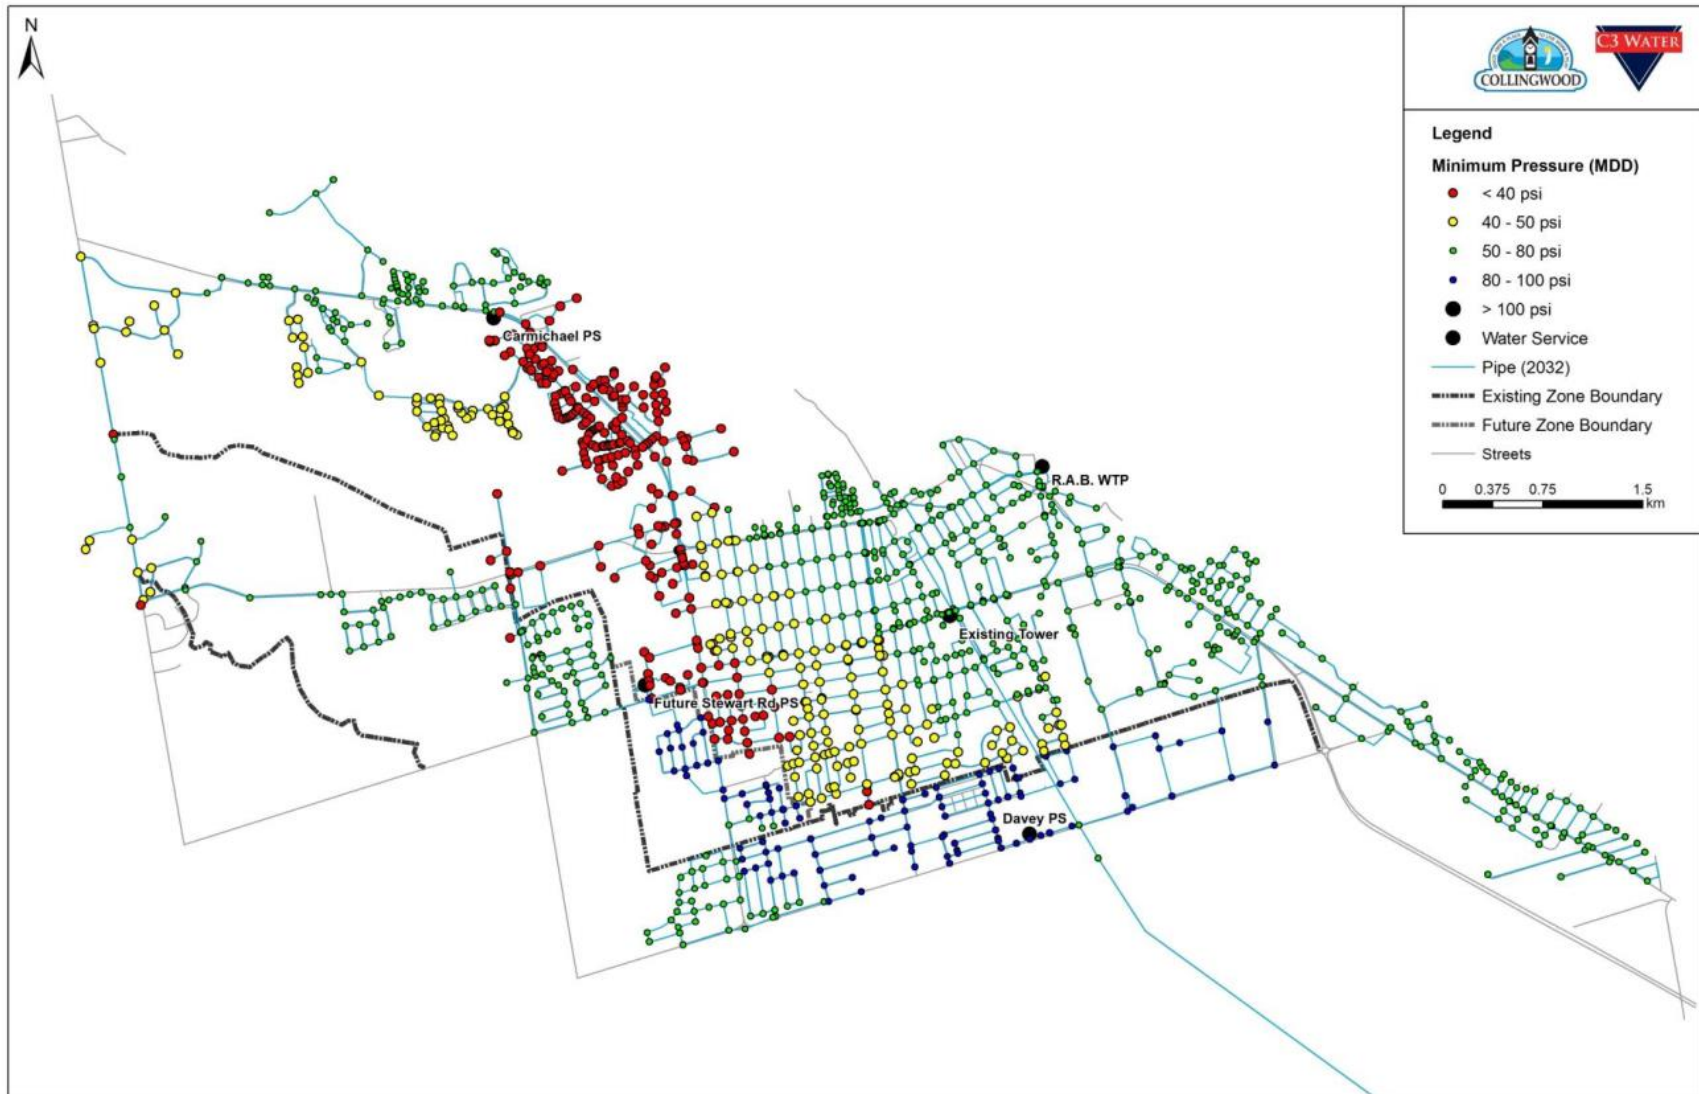 N
COLLINGWOOD
C3 WATER
Legend
Minimum Pressure (MDD)
< 40 psi
40 - 50 psi
50 - 80 psi
80 - 100 psi
> 100 psi
Water Service
Pipe (2032)
Existing Zone Boundary
Future Zone Boundary
Streets
0 0.375 0.75 1.5
km
Carmichael PS
R.A.B. WTP
Existing Tower
Future Stewart Rd PS
Davey PS